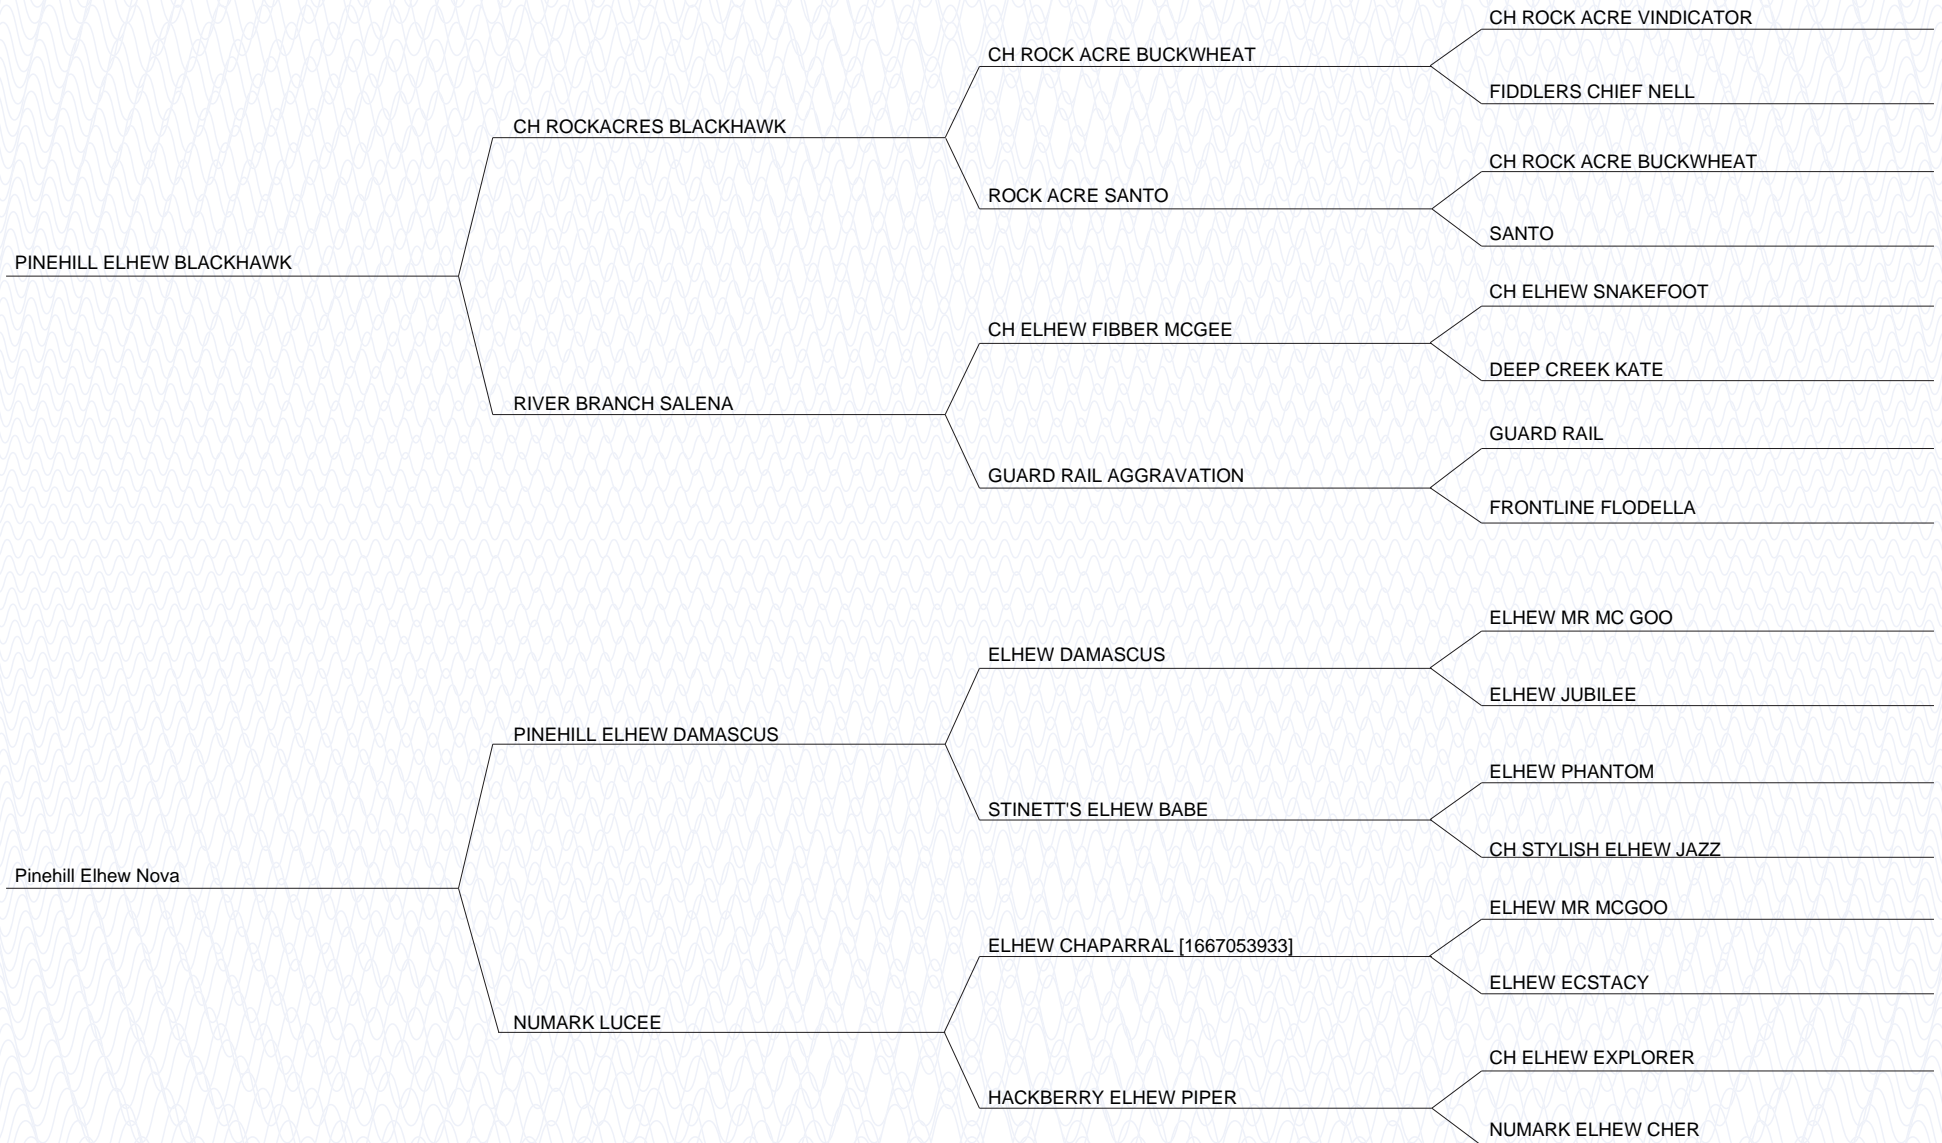 CH ROCK ACRE VINDICATOR
CH ROCK ACRE BUCKWHEAT
FIDDLERS CHIEF NELL
CH ROCKACRES BLACKHAWK
CH ROCK ACRE BUCKWHEAT
ROCK ACRE SANTO
SANTO
PINEHILL ELHEW BLACKHAWK
CH ELHEW SNAKEFOOT
CH ELHEW FIBBER MCGEE
DEEP CREEK KATE
RIVER BRANCH SALENA
GUARD RAIL
GUARD RAIL AGGRAVATION
FRONTLINE FLODELLA
ELHEW MR MC GOO
ELHEW DAMASCUS
ELHEW JUBILEE
PINEHILL ELHEW DAMASCUS
ELHEW PHANTOM
STINETT'S ELHEW BABE
CH STYLISH ELHEW JAZZ
Pinehill Elhew Nova
ELHEW MR MCGOO
ELHEW CHAPARRAL [1667053933]
ELHEW ECSTACY
NUMARK LUCEE
CH ELHEW EXPLORER
HACKBERRY ELHEW PIPER
NUMARK ELHEW CHER